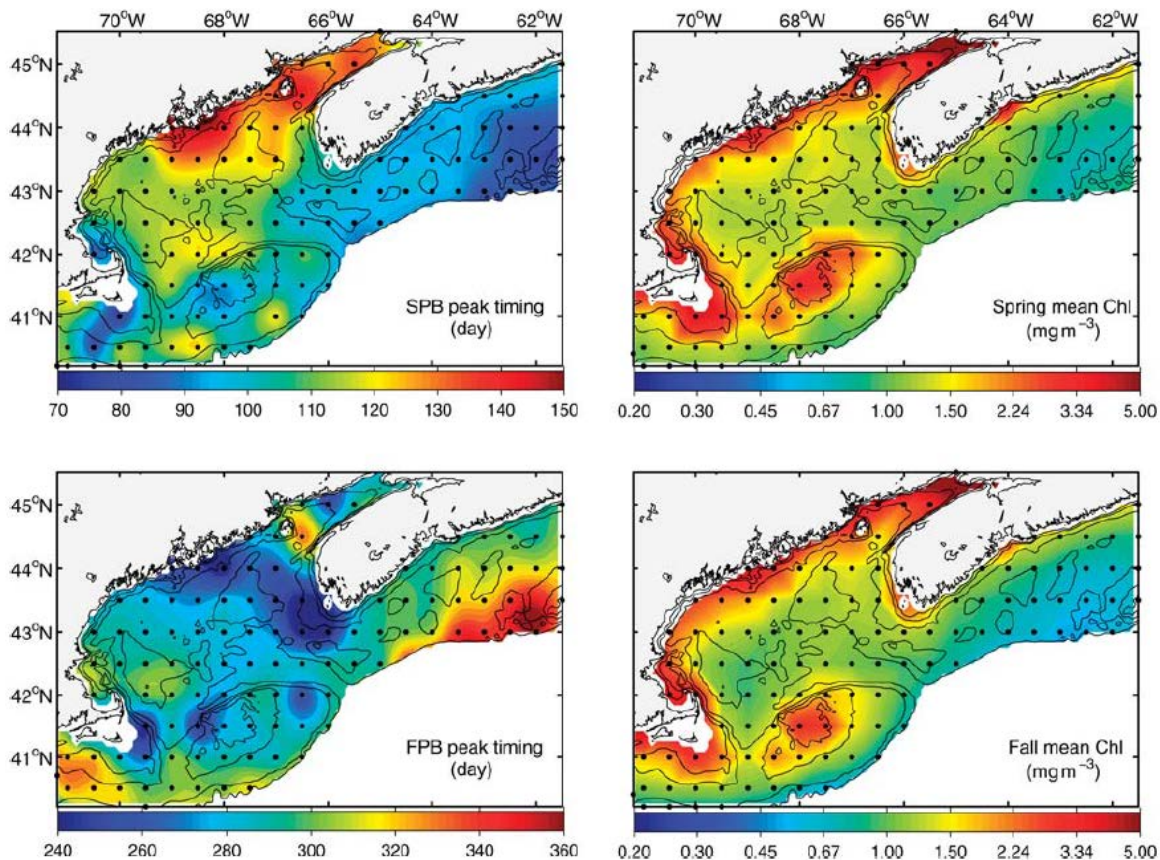 70°W 68°W 66°W 64°W 62°W
70°W 68°W 66°W 64°W 62°W
45°N
44°N
43°N
42°N
41°N
SPB peak timing
(day)
70 80 90 100 110 120 130 140 150
45°N
44°N
43°N
42°N
41°N
Spring mean Chl
(mg m⁻³)
0.20 0.30 0.45 0.67 1.00 1.50 2.24 3.34 5.00
45°N
44°N
43°N
42°N
41°N
FPB peak timing
(day)
240 260 280 300 320 340 360
Fall mean Chl
(mg m⁻³)
0.20 0.30 0.45 0.67 1.00 1.50 2.24 3.34 5.00